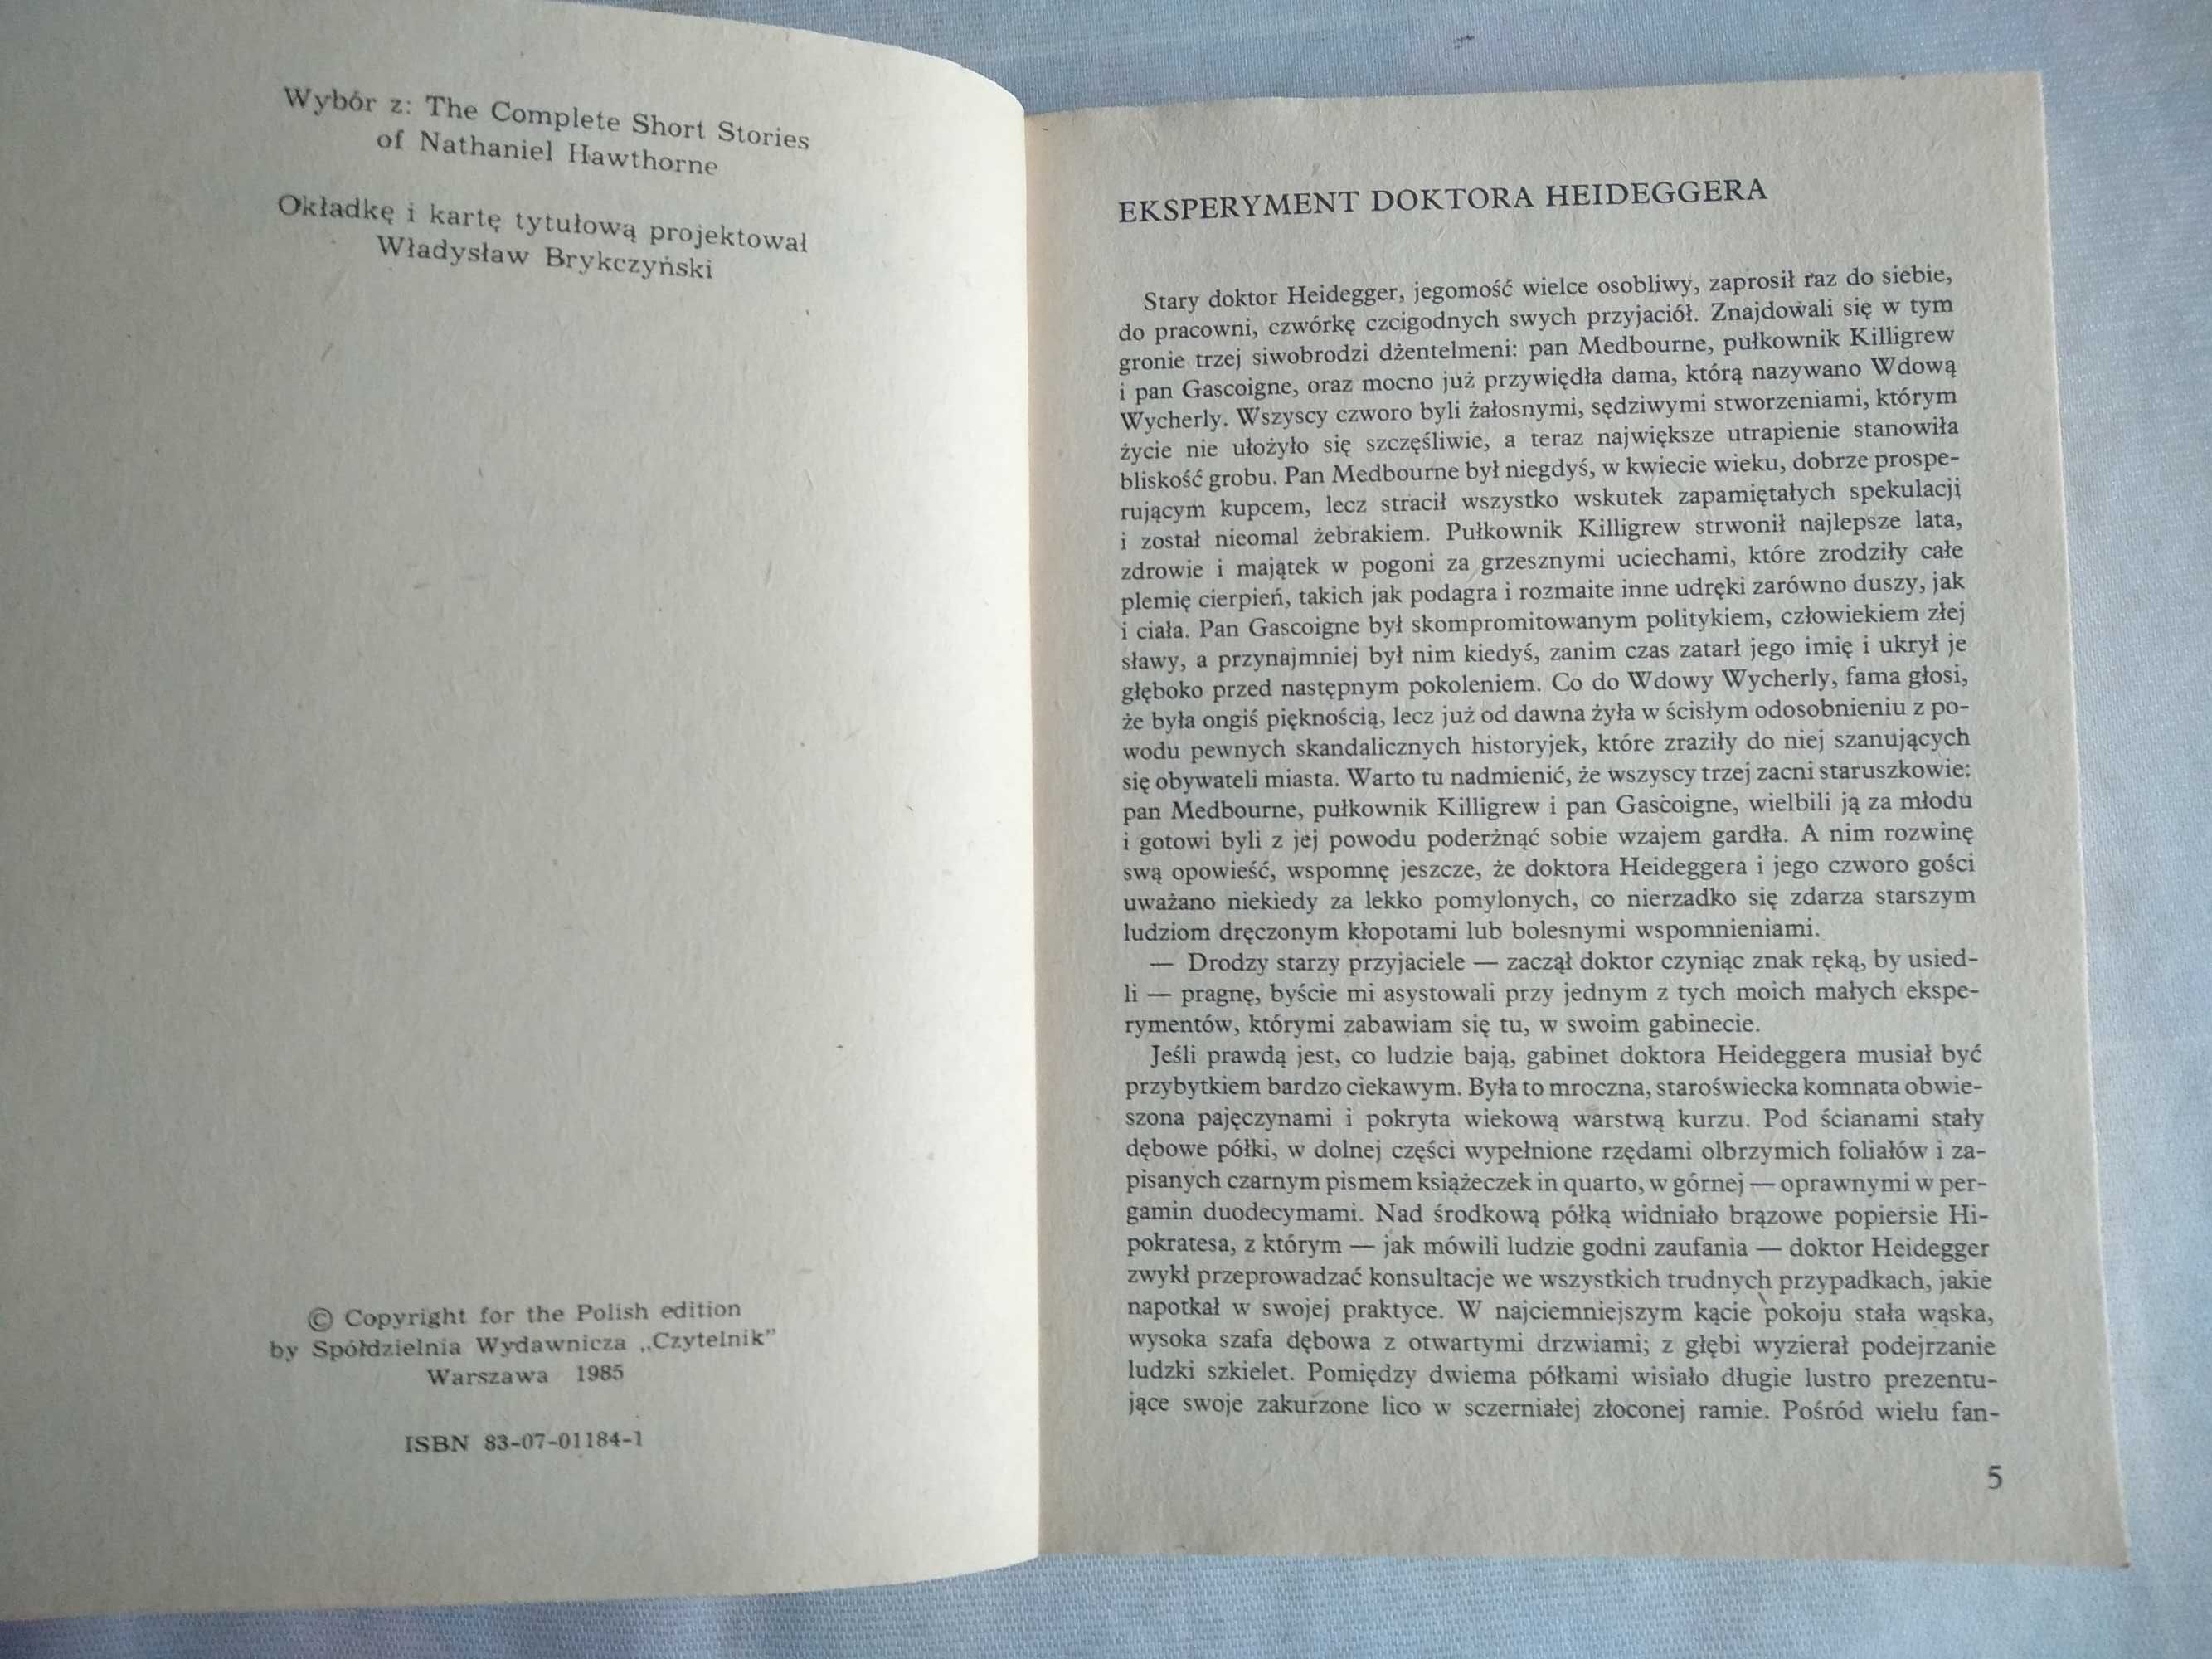 Wybór z: The Complete Short Stories
of Nathaniel Hawthorne
Okładkę i kartę tytułową projektował
Władysław Brykczyński
© Copyright for the Polish edition
by Spółdzielnia Wydawnicza „Czytelnik”
Warszawa 1985
ISBN 83-07-01184-1
EKSPERYMENT DOKTORA HEIDEGGERA
Stary doktor Heidegger, jegomość wielce osobliwy, zaprosił raz do siebie,
do pracowni, czwórkę czcigodnych swych przyjaciół. Znajdowali się w tym
gronie trzej siwobrodzi dżentelmeni: pan Medbourne, pułkownik Killigrew
i pan Gascoigne, oraz mocno już przywiędła dama, którą nazywano Wdową
Wycherly. Wszyscy czworo byli żałosnymi, sędziwymi stworzeniami, którym
życie nie ułożyło się szczęśliwie, a teraz największe utrapienie stanowiła
bliskość grobu. Pan Medbourne był niegdyś, w kwiecie wieku, dobrze prospe-
rującym kupcem, lecz stracił wszystko wskutek zapamiętałych spekulacji
i został nieomal żebrakiem. Pułkownik Killigrew strwonił najlepsze lata,
zdrowie i majątek w pogoni za grzesznymi uciechami, które zrodziły całe
plemię cierpień, takich jak podagra i rozmaite inne udręki zarówno duszy, jak
i ciała. Pan Gascoigne był skompromitowanym politykiem, człowiekiem złej
sławy, a przynajmniej był nim kiedyś, zanim czas zatarł jego imię i ukrył je
głęboko przed następnym pokoleniem. Co do Wdowy Wycherly, fama głosi,
że była ongiś pięknością, lecz już od dawna żyła w ścisłym odosobnieniu z po-
wodu pewnych skandalicznych historyjek, które zraziły do niej szanujących
się obywateli miasta. Warto tu nadmienić, że wszyscy trzej zacni staruszkowie:
pan Medbourne, pułkownik Killigrew i pan Gascoigne, wielbili ją za młodu
i gotowi byli z jej powodu poderżnąć sobie wzajem gardła. A nim rozwinę
swą opowieść, wspomnę jeszcze, że doktora Heideggera i jego czworo gości
uważano niekiedy za lekko pomylonych, co nierzadko się zdarza starszym
ludziom dręczonym kłopotami lub bolesnymi wspomnieniami.
— Drodzy starzy przyjaciele — zaczął doktor czyniąc znak ręką, by usied-
li — pragnę, byście mi asystowali przy jednym z tych moich małych ekspe-
rymentów, którymi zabawiam się tu, w swoim gabinecie.
Jeśli prawdą jest, co ludzie bają, gabinet doktora Heideggera musiał być
przybytkiem bardzo ciekawym. Była to mroczna, staroświecka komnata obwie-
szona pajęczynami i pokryta wiekową warstwą kurzu. Pod ścianami stały
dębowe półki, w dolnej części wypełnione rzędami olbrzymich foliałów i za-
pisanych czarnym pismem książeczek in quarto, w górnej — oprawnymi w per-
gamin duodecymami. Nad środkową półką widniało brązowe popiersie Hi-
pokratesa, z którym — jak mówili ludzie godni zaufania — doktor Heidegger
zwykł przeprowadzać konsultacje we wszystkich trudnych przypadkach, jakie
napotkał w swojej praktyce. W najciemniejszym kącie pokoju stała wąska,
wysoka szafa dębowa z otwartymi drzwiami; z głębi wyzierał podejrzanie
ludzki szkielet. Pomiędzy dwiema półkami wisiało długie lustro prezentu-
jące swoje zakurzone lico w sczerniałej złoconej ramie. Pośród wielu fan-
5